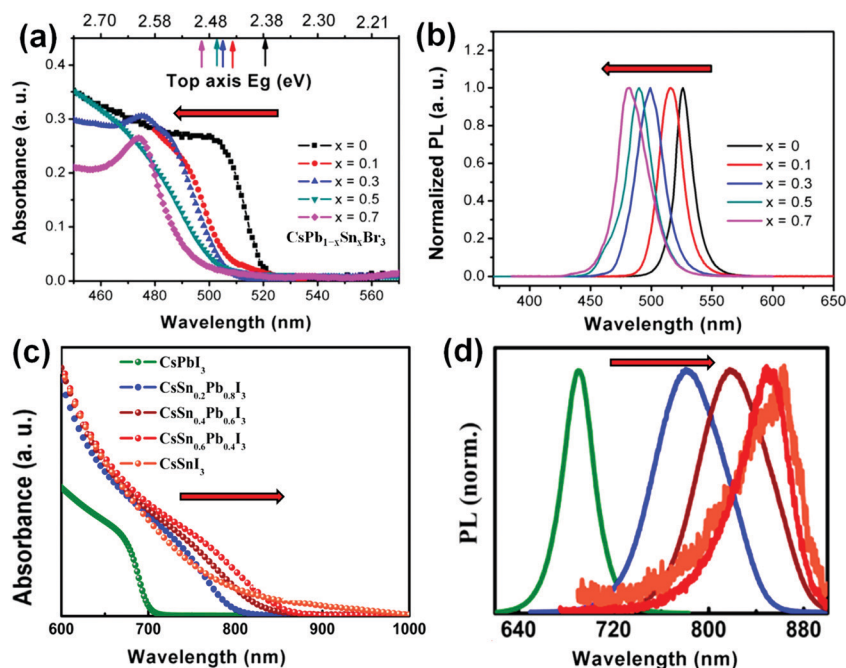 (a)
2.70 2.58 2.48 2.38 2.30 2.21
Top axis Eg (eV)
Absorbance (a. u.)
0.4
0.3
0.2
0.1
0.0
x = 0
x = 0.1
x = 0.3
x = 0.5
x = 0.7
CsPb1-xSnxBr3
460 480 500 520 540 560
Wavelength (nm)
(b)
Normalized PL (a. u.)
1.2
1.0
0.8
0.6
0.4
0.2
0.0
x = 0
x = 0.1
x = 0.3
x = 0.5
x = 0.7
400 450 500 550 600 650
Wavelength (nm)
(c)
Absorbance (a. u.)
CsPbI3
CsSn0.2Pb0.8I3
CsSn0.4Pb0.6I3
CsSn0.6Pb0.4I3
CsSnI3
600 700 800 900 1000
Wavelength (nm)
(d)
PL (norm.)
640 720 800 880
Wavelength (nm)